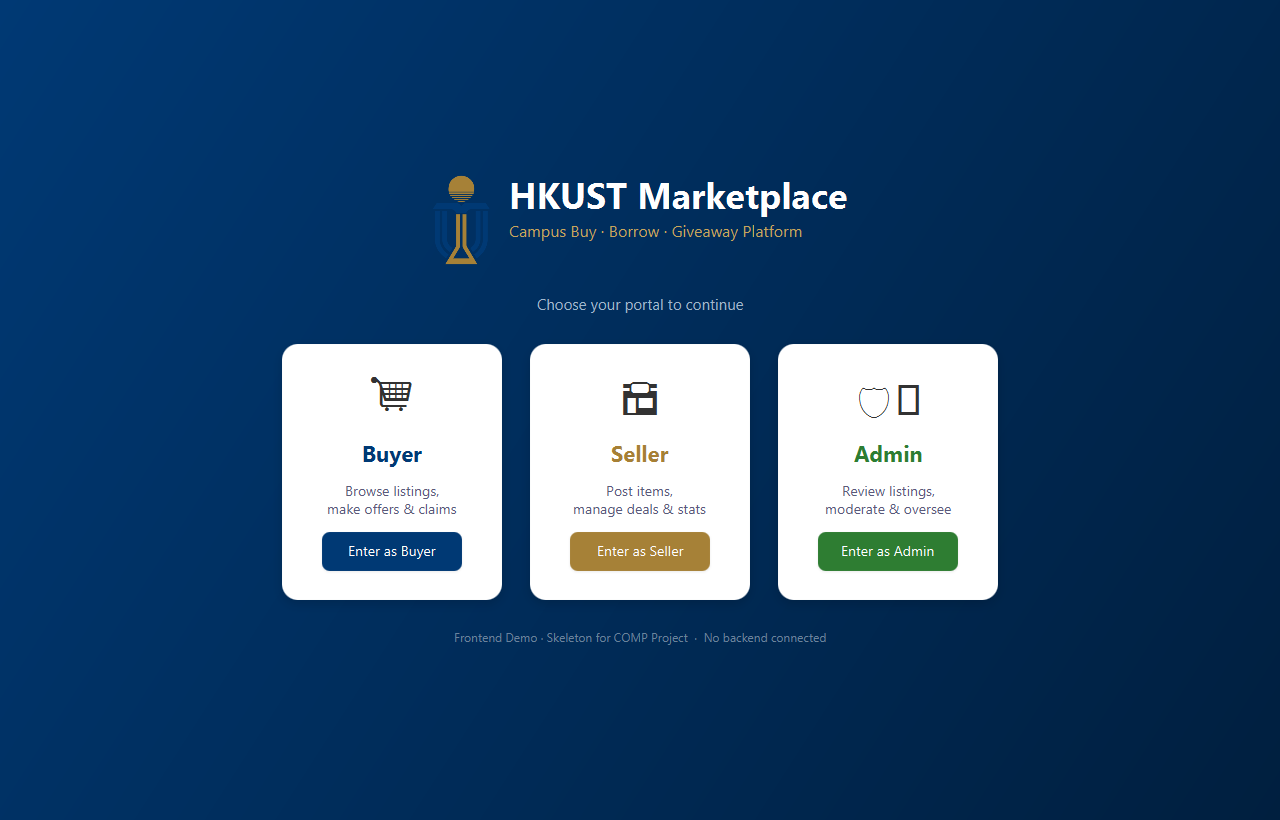 HKUST Marketplace
Campus Buy · Borrow · Giveaway Platform
Choose your portal to continue
Buyer
Browse listings,
make offers & claims
Enter as Buyer
Seller
Post items,
manage deals & stats
Enter as Seller
Admin
Review listings,
moderate & oversee
Enter as Admin
Frontend Demo · Skeleton for COMP Project · No backend connected